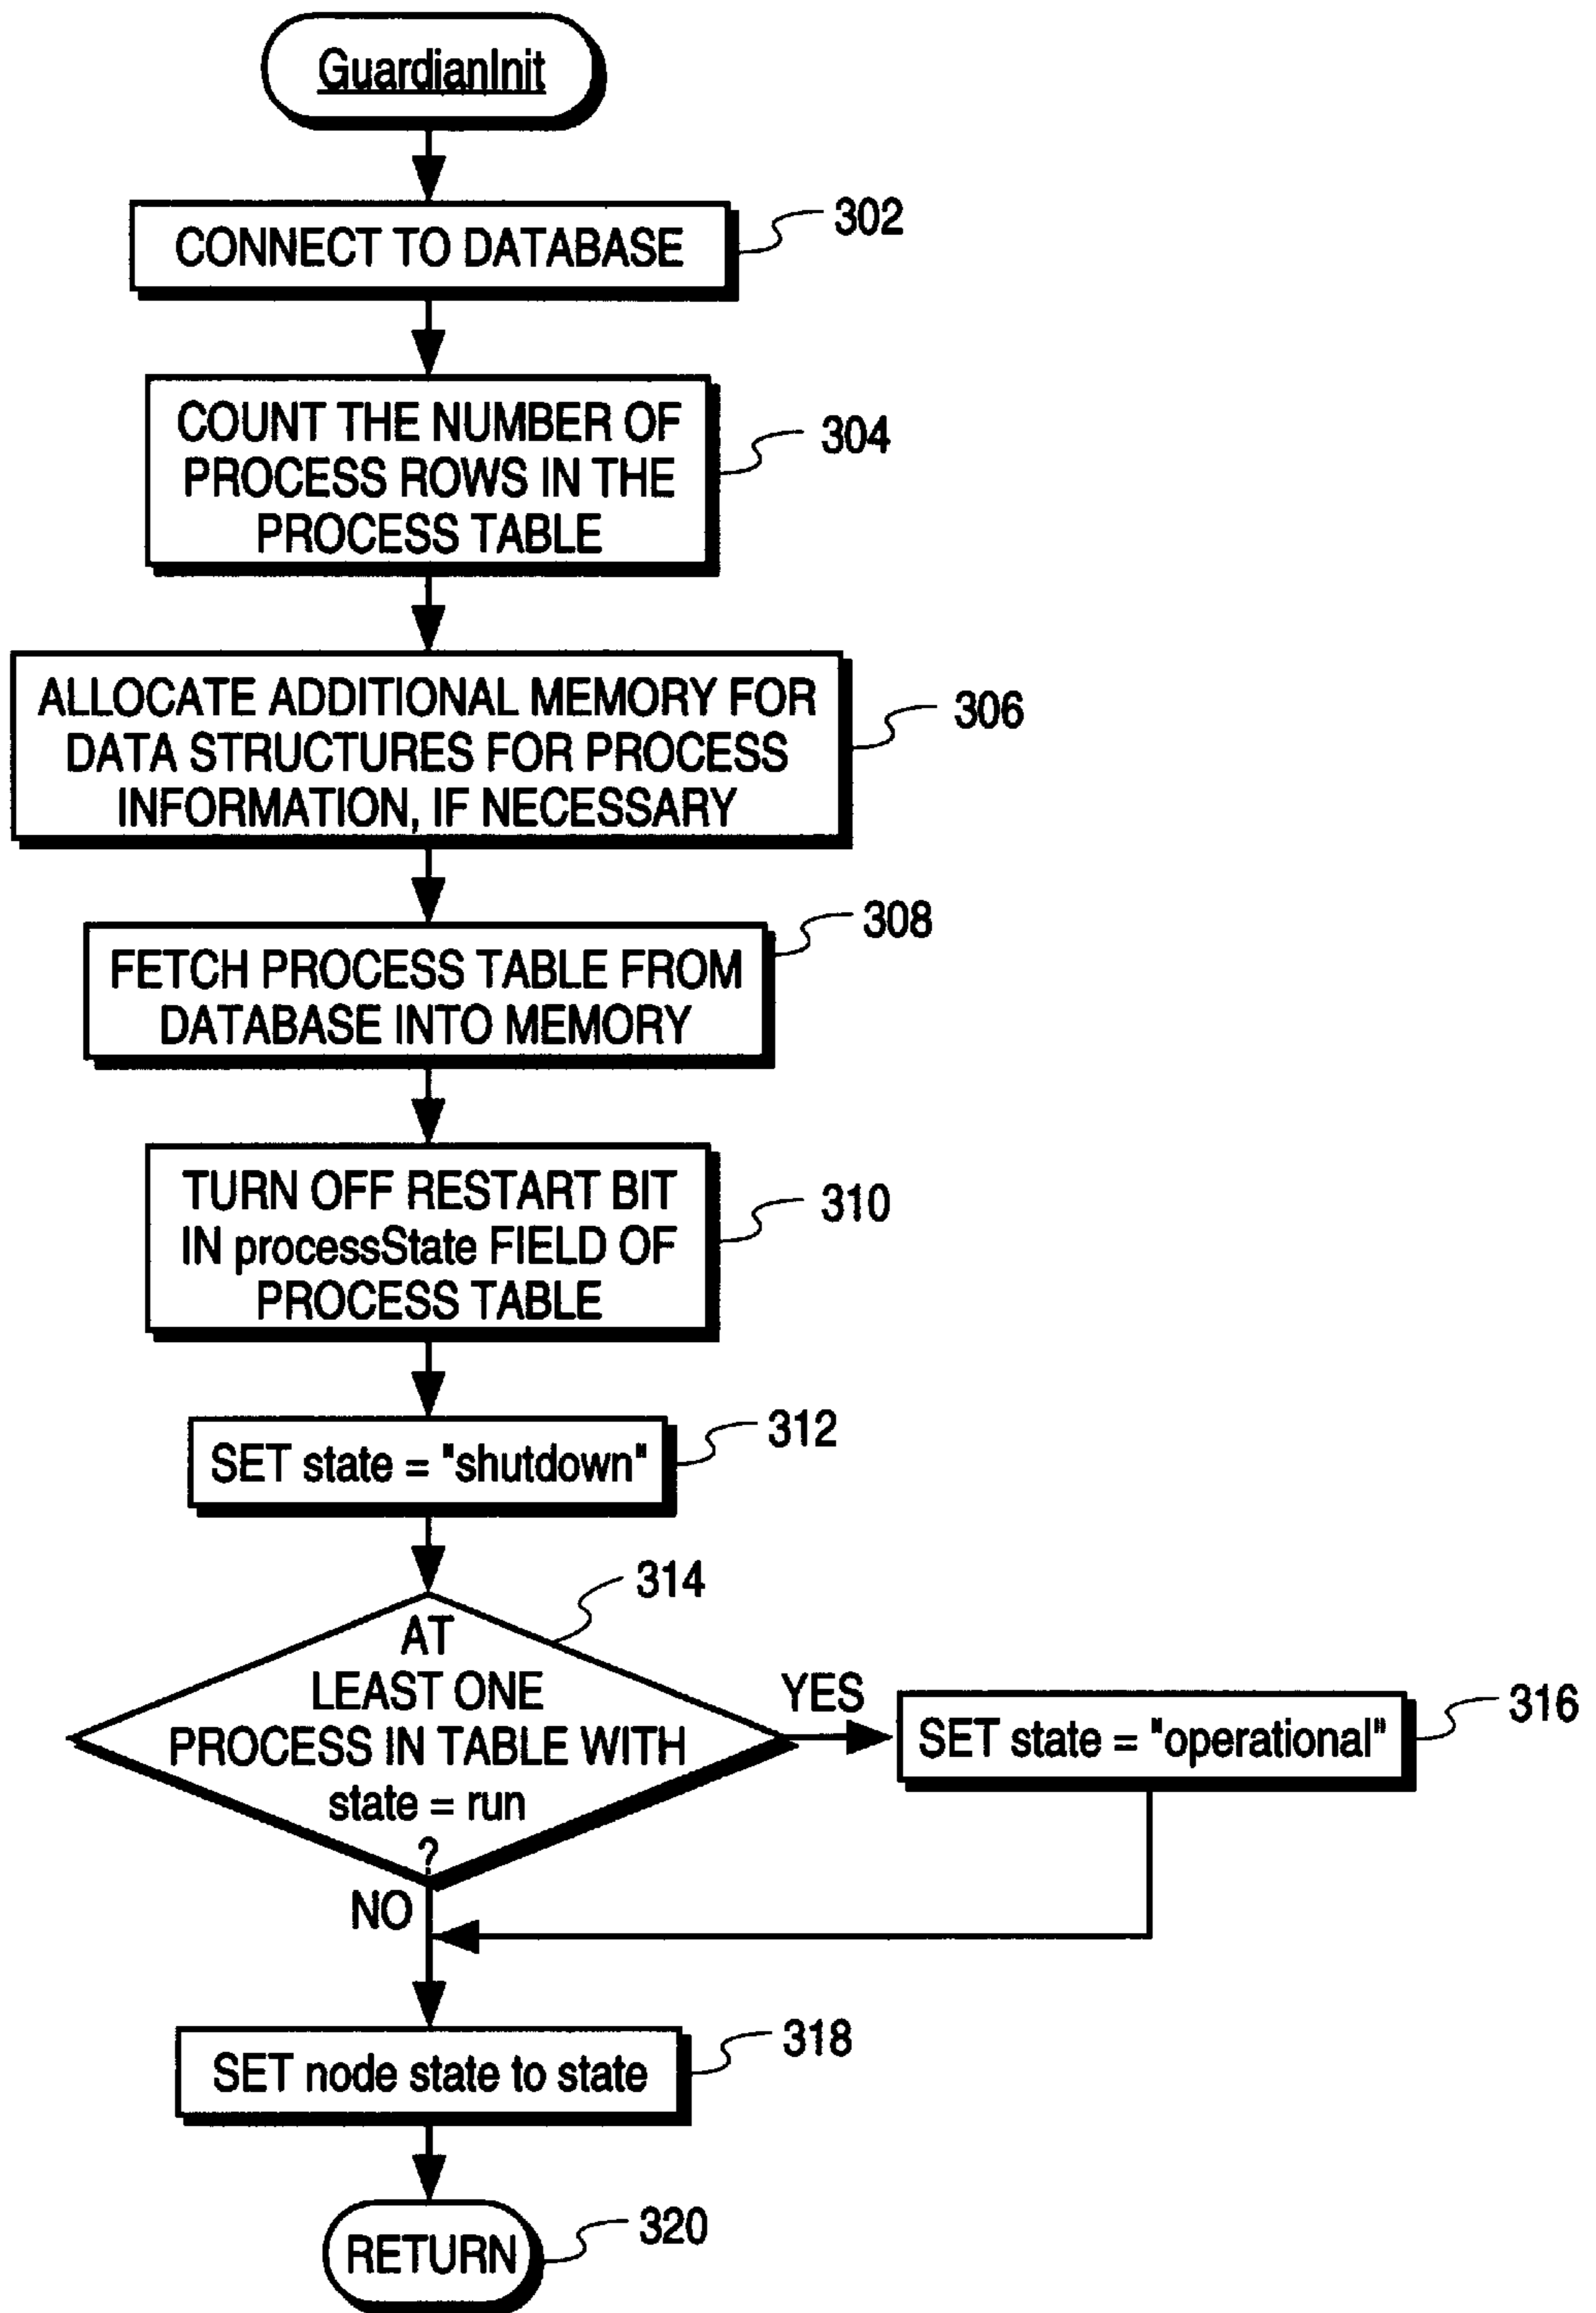 GuardianInit
CONNECT TO DATABASE
302
COUNT THE NUMBER OF
PROCESS ROWS IN THE
PROCESS TABLE
304
ALLOCATE ADDITIONAL MEMORY FOR
DATA STRUCTURES FOR PROCESS
INFORMATION, IF NECESSARY
306
FETCH PROCESS TABLE FROM
DATABASE INTO MEMORY
308
TURN OFF RESTART BIT
IN processState FIELD OF
PROCESS TABLE
310
SET state = "shutdown"
312
AT
LEAST ONE
PROCESS IN TABLE WITH
state = run
?
314
YES
SET state = "operational"
316
NO
SET node state to state
318
RETURN
320